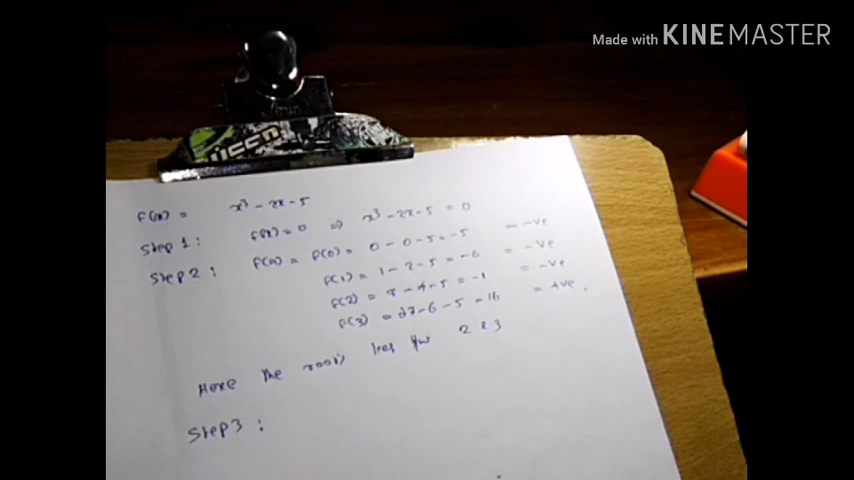 Made with KINEMASTER
f(x) = x³ - 2x - 5
Step 1: f(x) = 0 ⇒ x³ - 2x - 5 = 0
Step 2: f(a) = f(0) = 0 - 0 - 5 = -5 = -ve
f(1) = 1 - 2 - 5 = -6 = -ve
f(2) = 8 - 4 - 5 = -1 = -ve
f(3) = 27 - 6 - 5 = 16 = +ve.
Here the roots lies b/w 2 & 3
Step 3 :